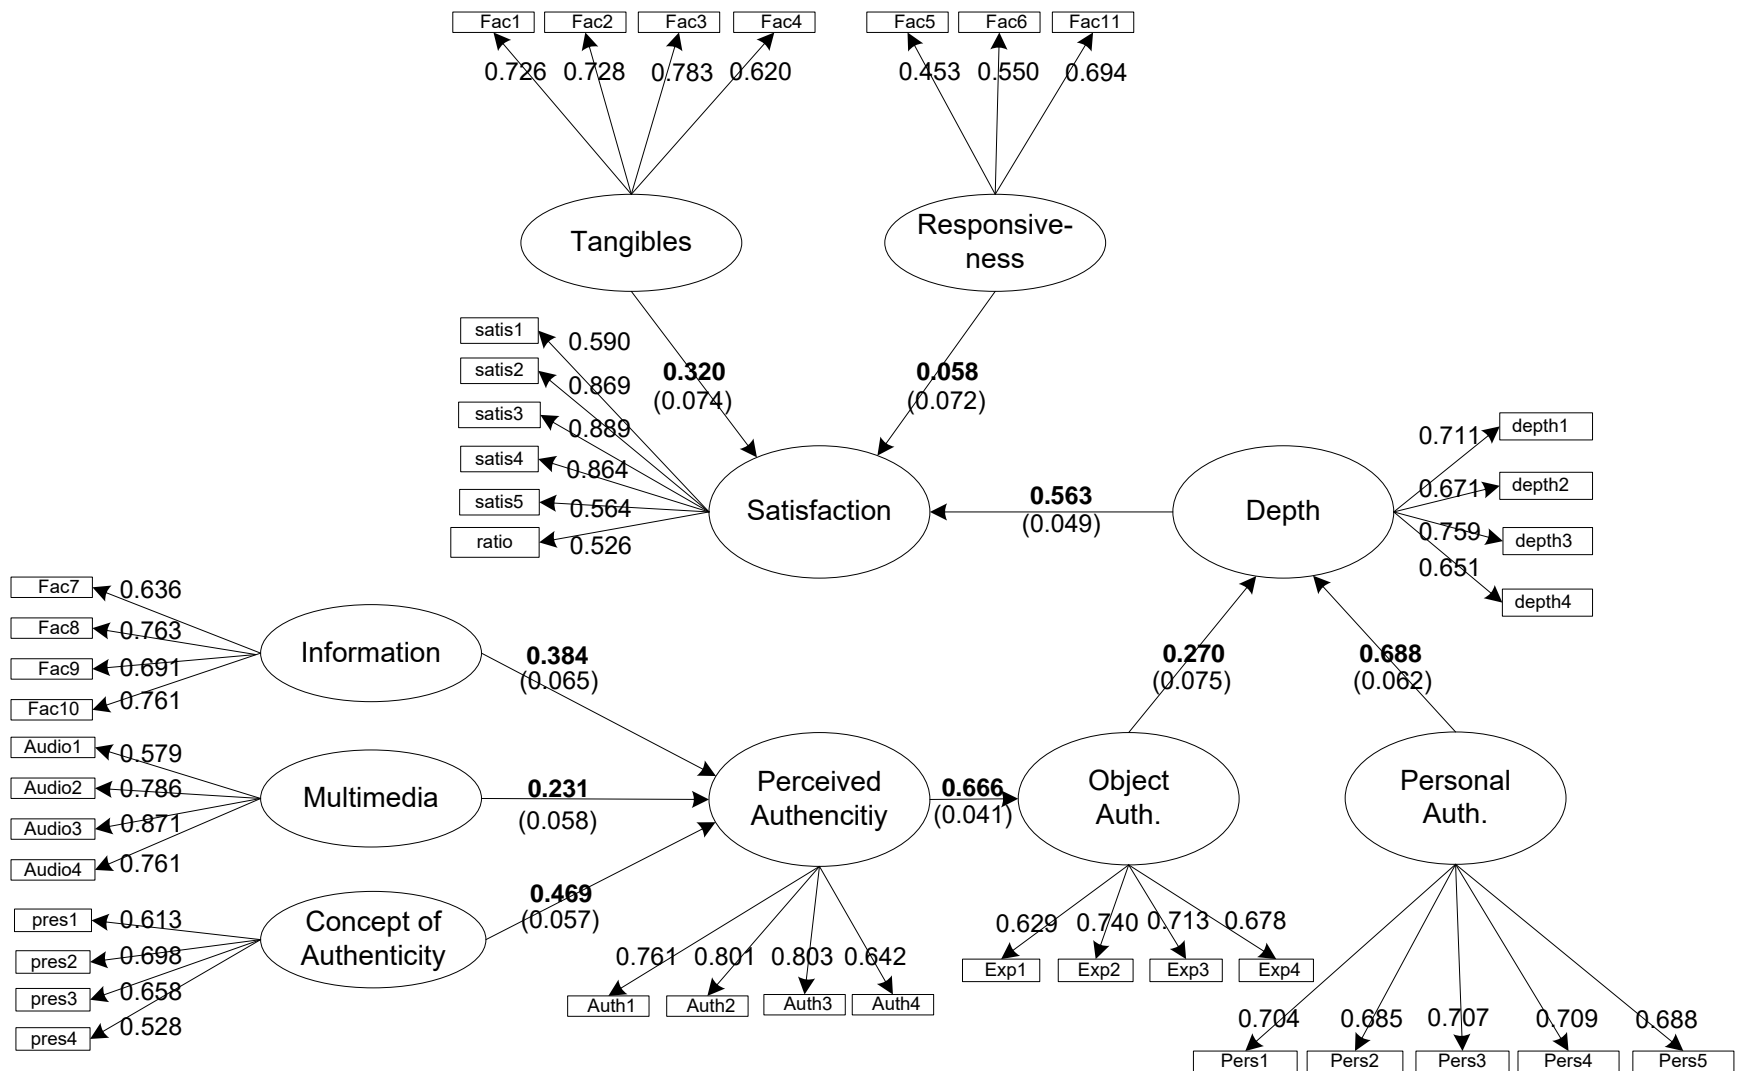 Fac1 Fac2 Fac3 Fac4 Fac5 Fac6 Fac11
0.726 0.728 0.783 0.620 0.453 0.550 0.694
Tangibles
Responsive-
ness
satis1 0.590
satis2 0.869
satis3 0.889
satis4 0.864
satis5 0.564
ratio 0.526
0.320
(0.074)
0.058
(0.072)
Satisfaction
0.563
(0.049)
Depth
0.711 depth1
0.671 depth2
0.759 depth3
0.651 depth4
Fac7 0.636
Fac8 0.763
Fac9 0.691
Fac10 0.761
Information
0.384
(0.065)
0.270
(0.075)
0.688
(0.062)
Audio1 0.579
Audio2 0.786
Audio3 0.871
Audio4 0.761
Multimedia
0.231
(0.058)
Perceived
Authencitiy
0.666
(0.041)
Object
Auth.
Personal
Auth.
pres1 0.613
pres2 0.698
pres3 0.658
pres4 0.528
Concept of
Authenticity
0.469
(0.057)
0.761 0.801 0.803 0.642
Auth1 Auth2 Auth3 Auth4
0.629 0.740 0.713 0.678
Exp1 Exp2 Exp3 Exp4
0.704 0.685 0.707 0.709 0.688
Pers1 Pers2 Pers3 Pers4 Pers5